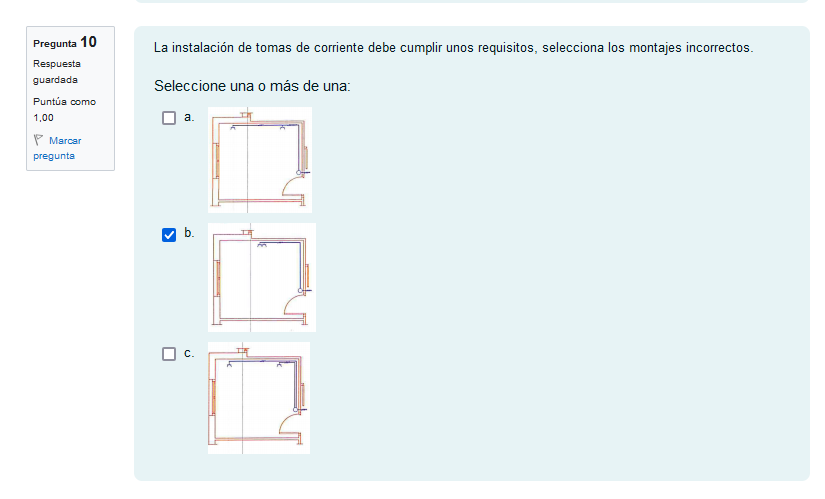 Pregunta 10
Respuesta
guardada
Puntúa como
1,00
Marcar
pregunta
La instalación de tomas de corriente debe cumplir unos requisitos, selecciona los montajes incorrectos.
Seleccione una o más de una:
a.
b.
c.